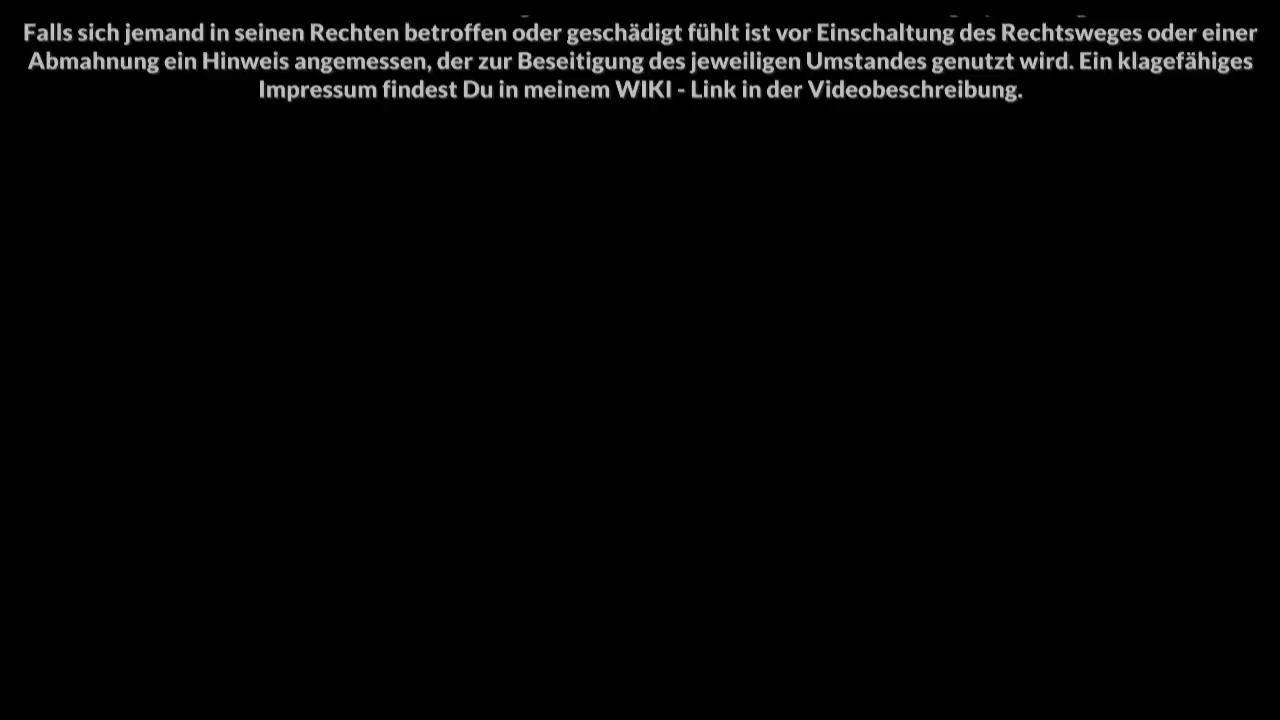 Falls sich jemand in seinen Rechten betroffen oder geschädigt fühlt ist vor Einschaltung des Rechtsweges oder einer
Abmahnung ein Hinweis angemessen, der zur Beseitigung des jeweiligen Umstandes genutzt wird. Ein klagefähiges
Impressum findest Du in meinem WIKI - Link in der Videobeschreibung.